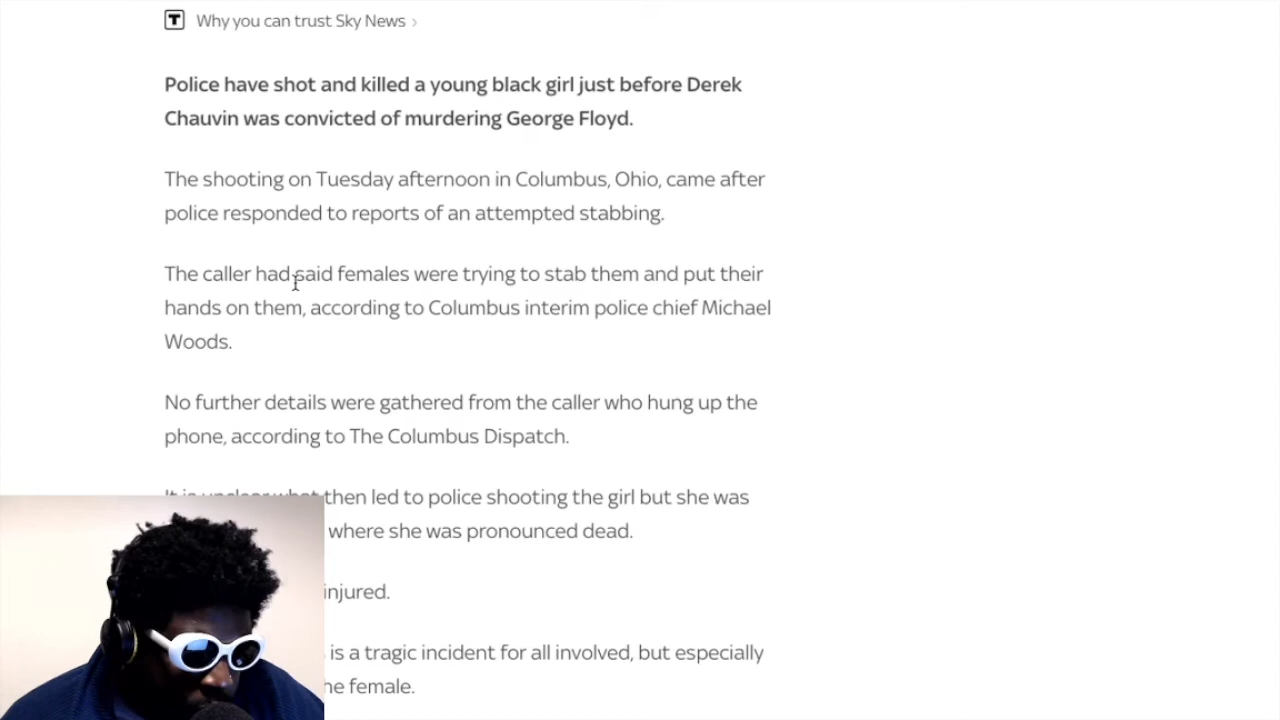 T Why you can trust Sky News >
Police have shot and killed a young black girl just before Derek
Chauvin was convicted of murdering George Floyd.
The shooting on Tuesday afternoon in Columbus, Ohio, came after
police responded to reports of an attempted stabbing.
The caller had said females were trying to stab them and put their
hands on them, according to Columbus interim police chief Michael
Woods.
No further details were gathered from the caller who hung up the
phone, according to The Columbus Dispatch.
It is unclear what then led to police shooting the girl but she was
where she was pronounced dead.
injured.
is a tragic incident for all involved, but especially
female.